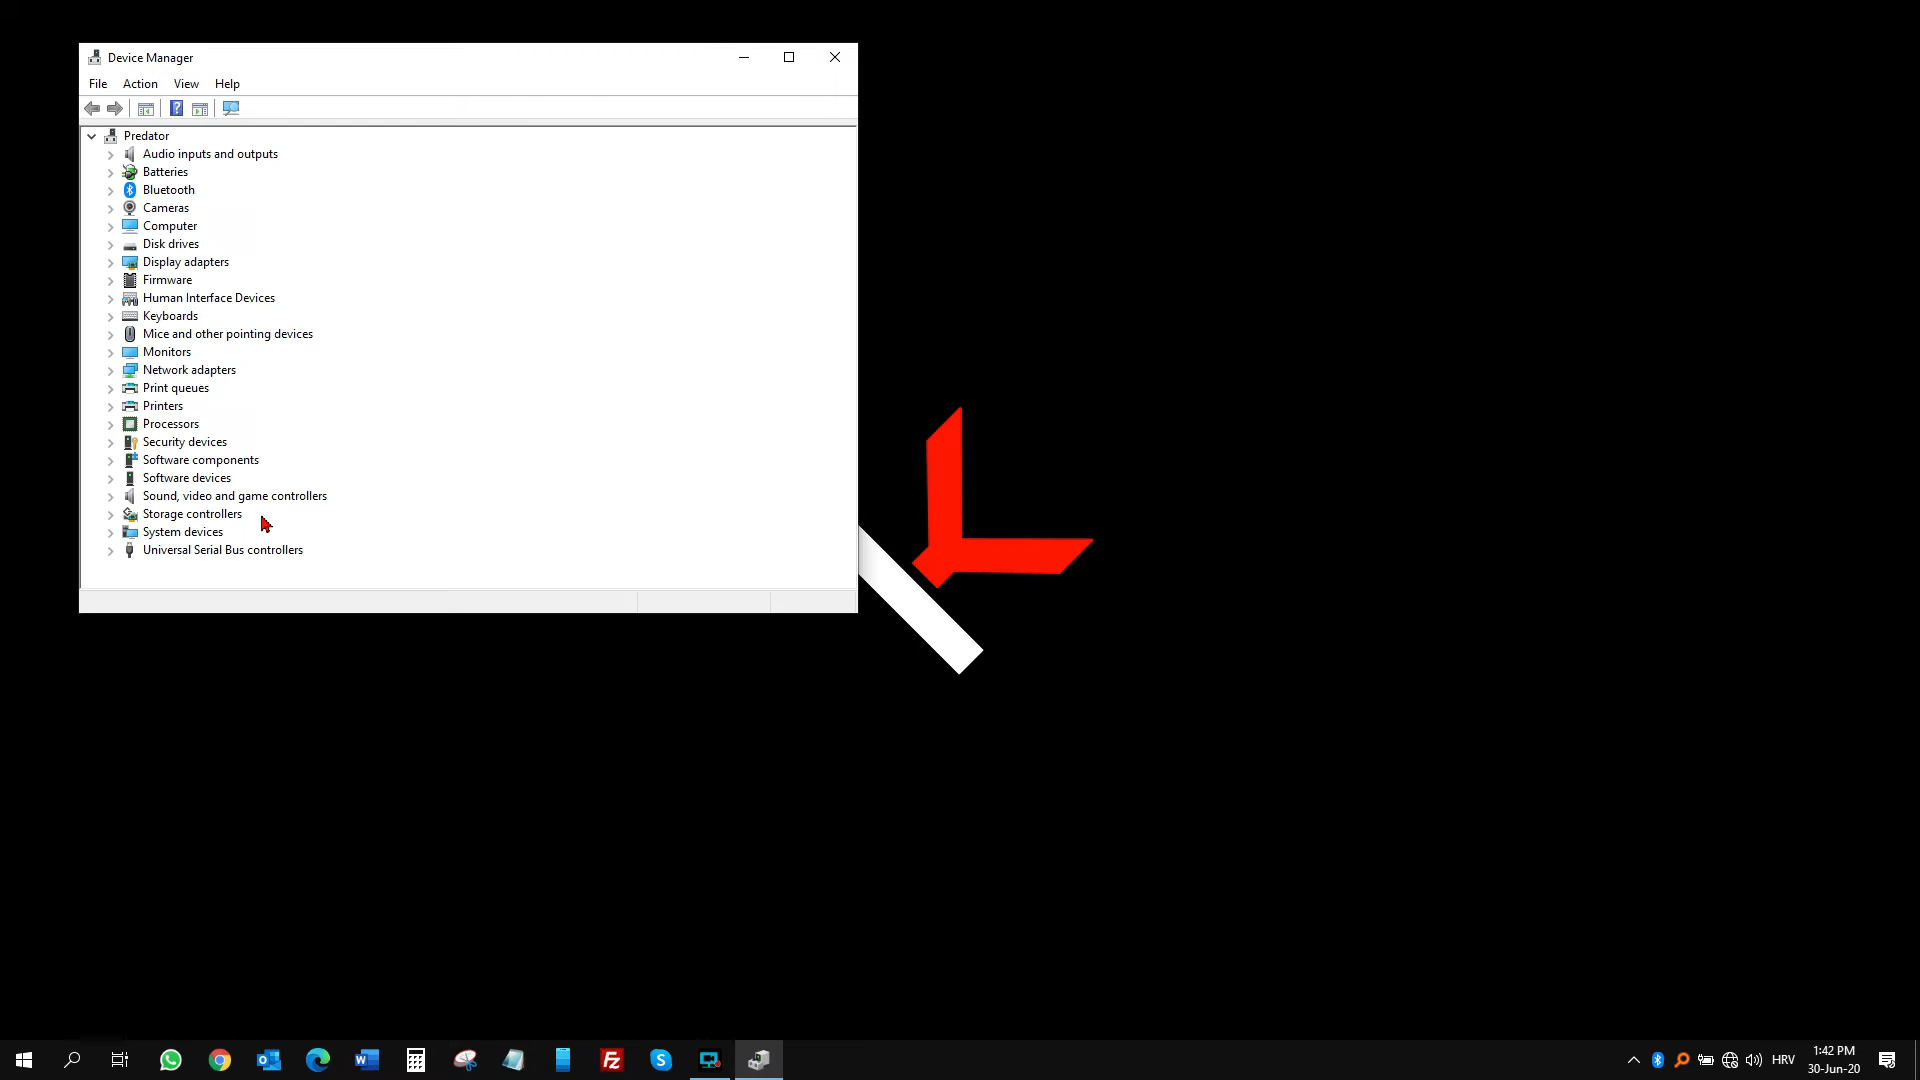 Device Manager
File Action View Help
Predator
Audio inputs and outputs
Batteries
Bluetooth
Cameras
Computer
Disk drives
Display adapters
Firmware
Human Interface Devices
Keyboards
Mice and other pointing devices
Monitors
Network adapters
Print queues
Printers
Processors
Security devices
Software components
Software devices
Sound, video and game controllers
Storage controllers
System devices
Universal Serial Bus controllers
HRV
1:42 PM
30-Jun-20